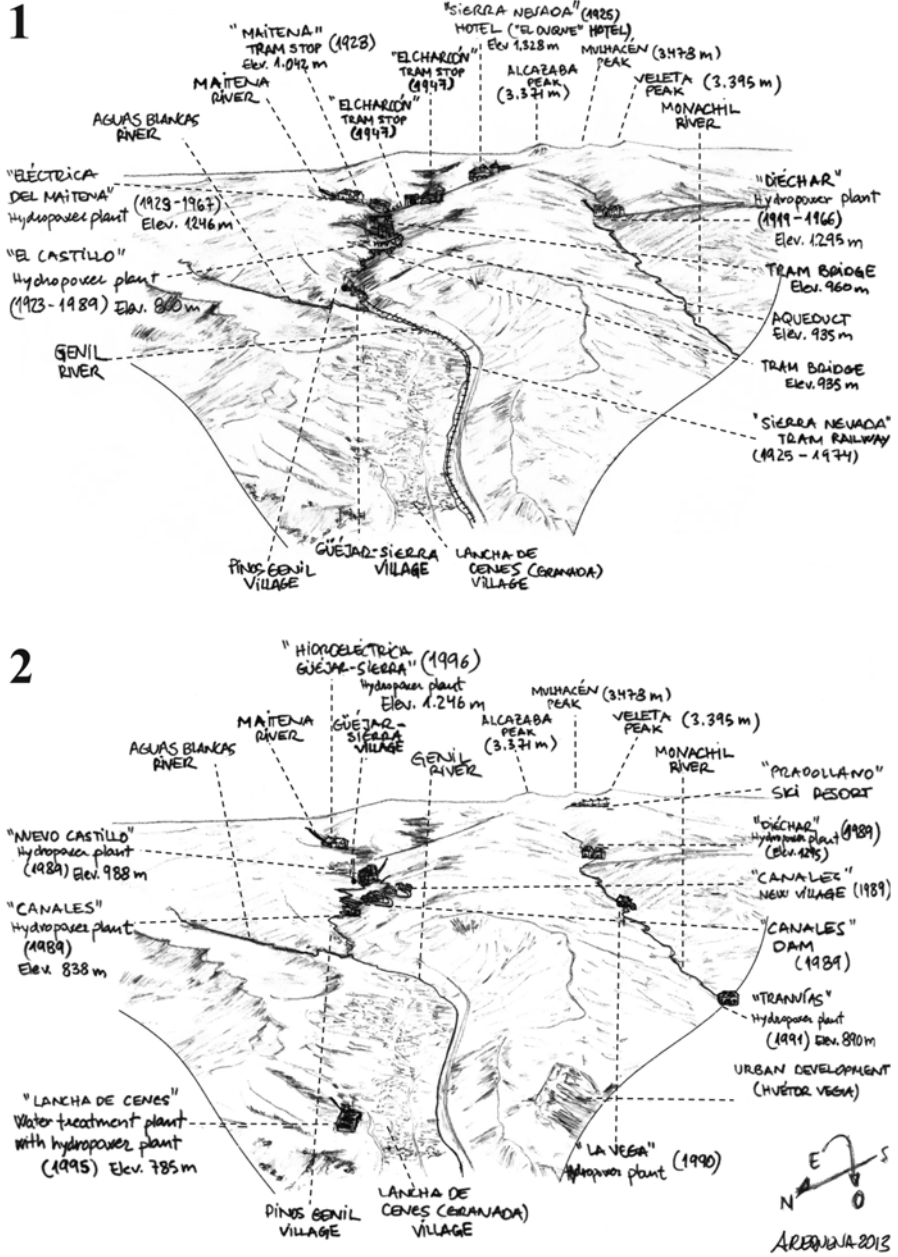 1
"SIERRA NEVADA" (1925)
HOTEL ("EL DUQUE" HOTEL)
Elev 1.328 m
"MAITENA"
TRAM STOP (1928)
Elev. 1.042 m
"EL CHARCÓN"
TRAM STOP
(1947)
MULHACÉN
PEAK (3.478 m)
ALCAZABA
PEAK
(3.371 m)
VELETA
PEAK (3.395 m)
MAITENA
RIVER
"EL CHARCÓN"
TRAM STOP
(1947)
MONACHIL
RIVER
AGUAS BLANCAS
RIVER
"ELÉCTRICA
DEL MAITENA"
Hydropower plant
(1929-1967)
Elev. 1246 m
"DIÉCHAR"
Hydropower plant
(1919-1966)
Elev. 1.295 m
"EL CASTILLO"
Hydropower plant
(1923-1989) Elev. 860 m
TRAM BRIDGE
Elev. 960 m
AQUEDUCT
Elev. 935 m
GENIL
RIVER
TRAM BRIDGE
Elev. 935 m
"SIERRA NEVADA"
TRAM RAILWAY
(1925-1974)
PINOS GENIL
VILLAGE
GÜÉJAR-SIERRA
VILLAGE
LANCHA DE
CENES (GRANADA)
VILLAGE
2
"HIDROELÉCTRICA
GÜÉJAR-SIERRA" (1996)
Hydropower plant
Elev. 1.246 m
MAITENA
RIVER
GÜÉJAR-
SIERRA
VILLAGE
GENIL
RIVER
ALCAZABA
PEAK
(3.371 m)
MULHACÉN
PEAK (3.478 m)
VELETA
PEAK (3.395 m)
AGUAS BLANCAS
RIVER
MONACHIL
RIVER
"PRADOLLANO"
SKI RESORT
"NUEVO CASTILLO"
Hydropower plant
(1989) Elev. 988 m
"DIÉCHAR" (1989)
Hydropower plant
(Elev. 1295)
"CANALES"
NEW VILLAGE (1989)
"CANALES"
Hydropower plant
(1989)
Elev. 838 m
"CANALES"
DAM
(1989)
"TRANVÍAS"
Hydropower plant
(1991) Elev. 890 m
URBAN DEVELOPMENT
(HUÉTOR VEGA)
"LANCHA DE CENES"
Water treatment plant
with hydropower plant
(1995) Elev. 785 m
"LA VEGA"
Hydropower plant (1990)
PINOS GENIL
VILLAGE
LANCHA DE
CENES (GRANADA)
VILLAGE
E
S
N
O
2013